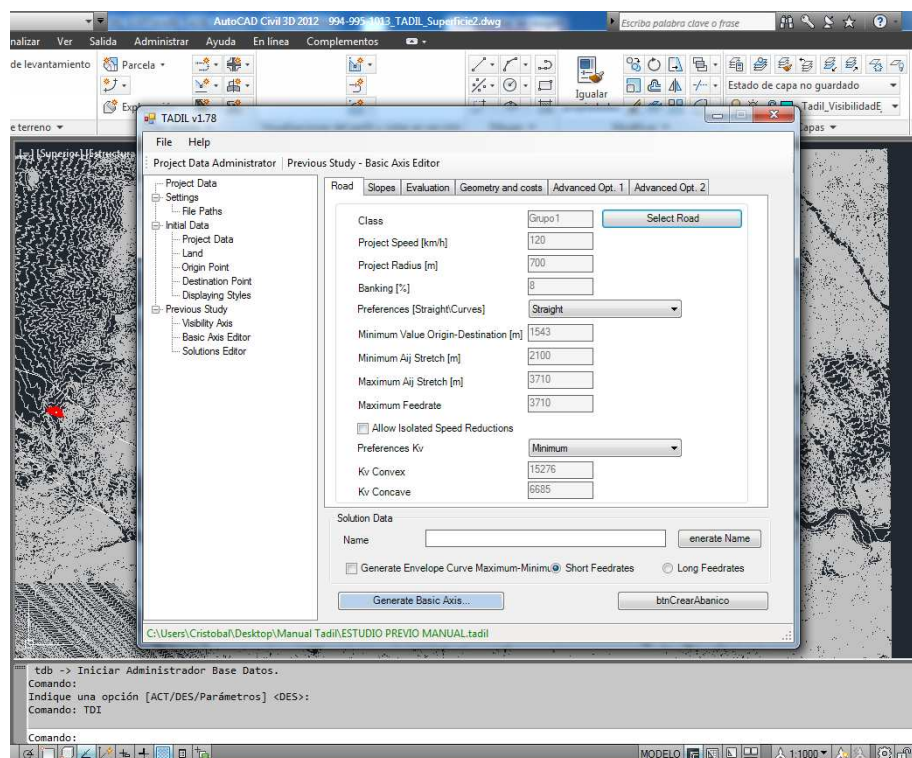 AutoCAD Civil 3D 2012 994-995-1013_TADIL_Superficie2.dwg
Escriba palabra clave o frase
nalizar Ver Salida Administrar Ayuda En línea Complementos
de levantamiento Parcela
Igualar
Estado de capa no guardado
Tadil_VisibilidadE
e terreno
capas
[-] [Superior] [Estructura
TADIL v1.78
File Help
Project Data Administrator Previous Study - Basic Axis Editor
Project Data
Settings
File Paths
Initial Data
Project Data
Land
Origin Point
Destination Point
Displaying Styles
Previous Study
Visibility Axis
Basic Axis Editor
Solutions Editor
Road Slopes Evaluation Geometry and costs Advanced Opt. 1 Advanced Opt. 2
Class Grupo1 Select Road
Project Speed [km/h] 120
Project Radius [m] 700
Banking [%] 8
Preferences [Straight\Curves] Straight
Minimum Value Origin-Destination [m] 1543
Minimum Aij Stretch [m] 2100
Maximum Aij Stretch [m] 3710
Maximum Feedrate 3710
Allow Isolated Speed Reductions
Preferences Kv Minimum
Kv Convex 15276
Kv Concave 6685
Solution Data
Name enerate Name
Generate Envelope Curve Maximum-Minimu Short Feedrates Long Feedrates
Generate Basic Axis... btnCrearAbanico
C:\Users\Cristobal\Desktop\Manual Tadil\ESTUDIO PREVIO MANUAL.tadil
tdb -> Iniciar Administrador Base Datos.
Comando:
Indique una opción [ACT/DES/Parámetros] <DES>:
Comando: TDI
Comando:
MODELO 1:1000